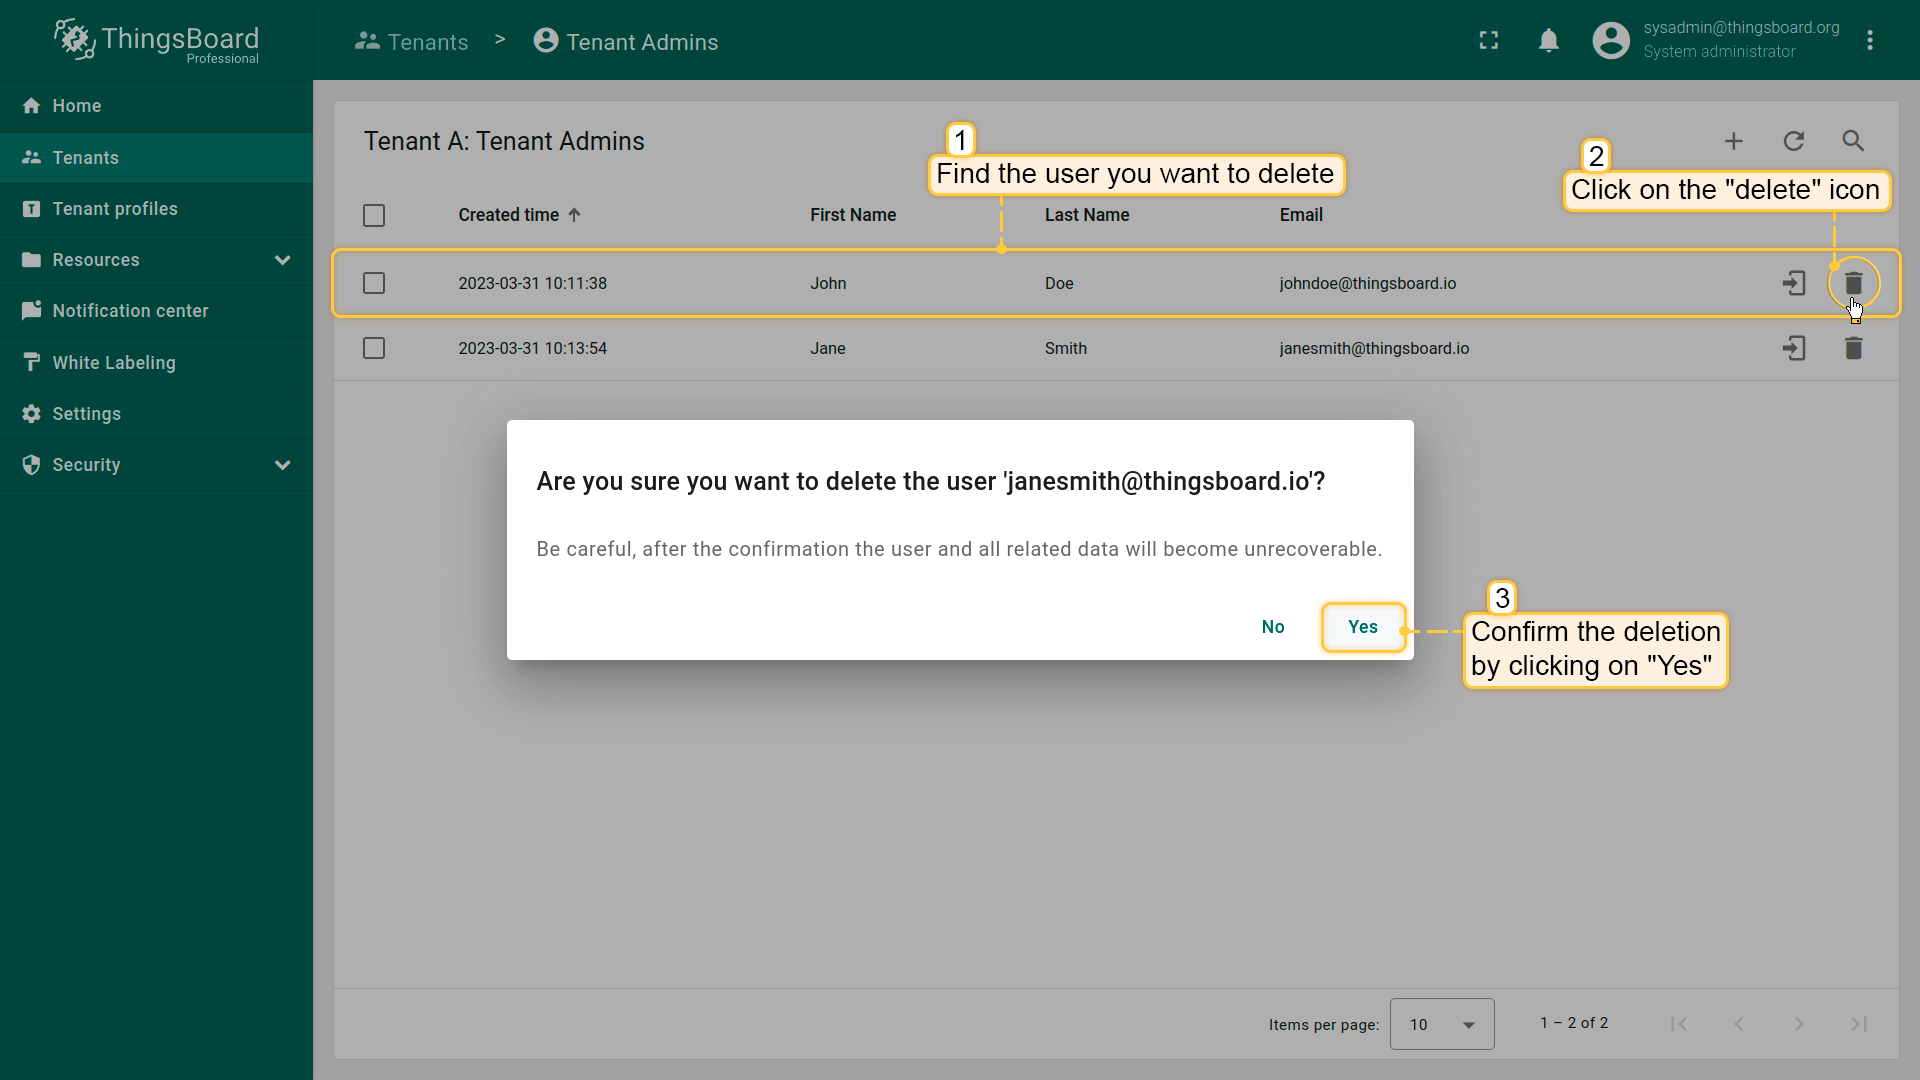 ThingsBoard
Professional
Tenants > Tenant Admins
sysadmin@thingsboard.org
System administrator
Home
Tenants
Tenant profiles
Resources
Notification center
White Labeling
Settings
Security
Tenant A: Tenant Admins
1
Find the user you want to delete
2
Click on the "delete" icon
Created time First Name Last Name Email
2023-03-31 10:11:38 John Doe johndoe@thingsboard.io
2023-03-31 10:13:54 Jane Smith janesmith@thingsboard.io
Are you sure you want to delete the user 'janesmith@thingsboard.io'?
Be careful, after the confirmation the user and all related data will become unrecoverable.
No Yes
3
Confirm the deletion
by clicking on "Yes"
Items per page: 10 1 – 2 of 2